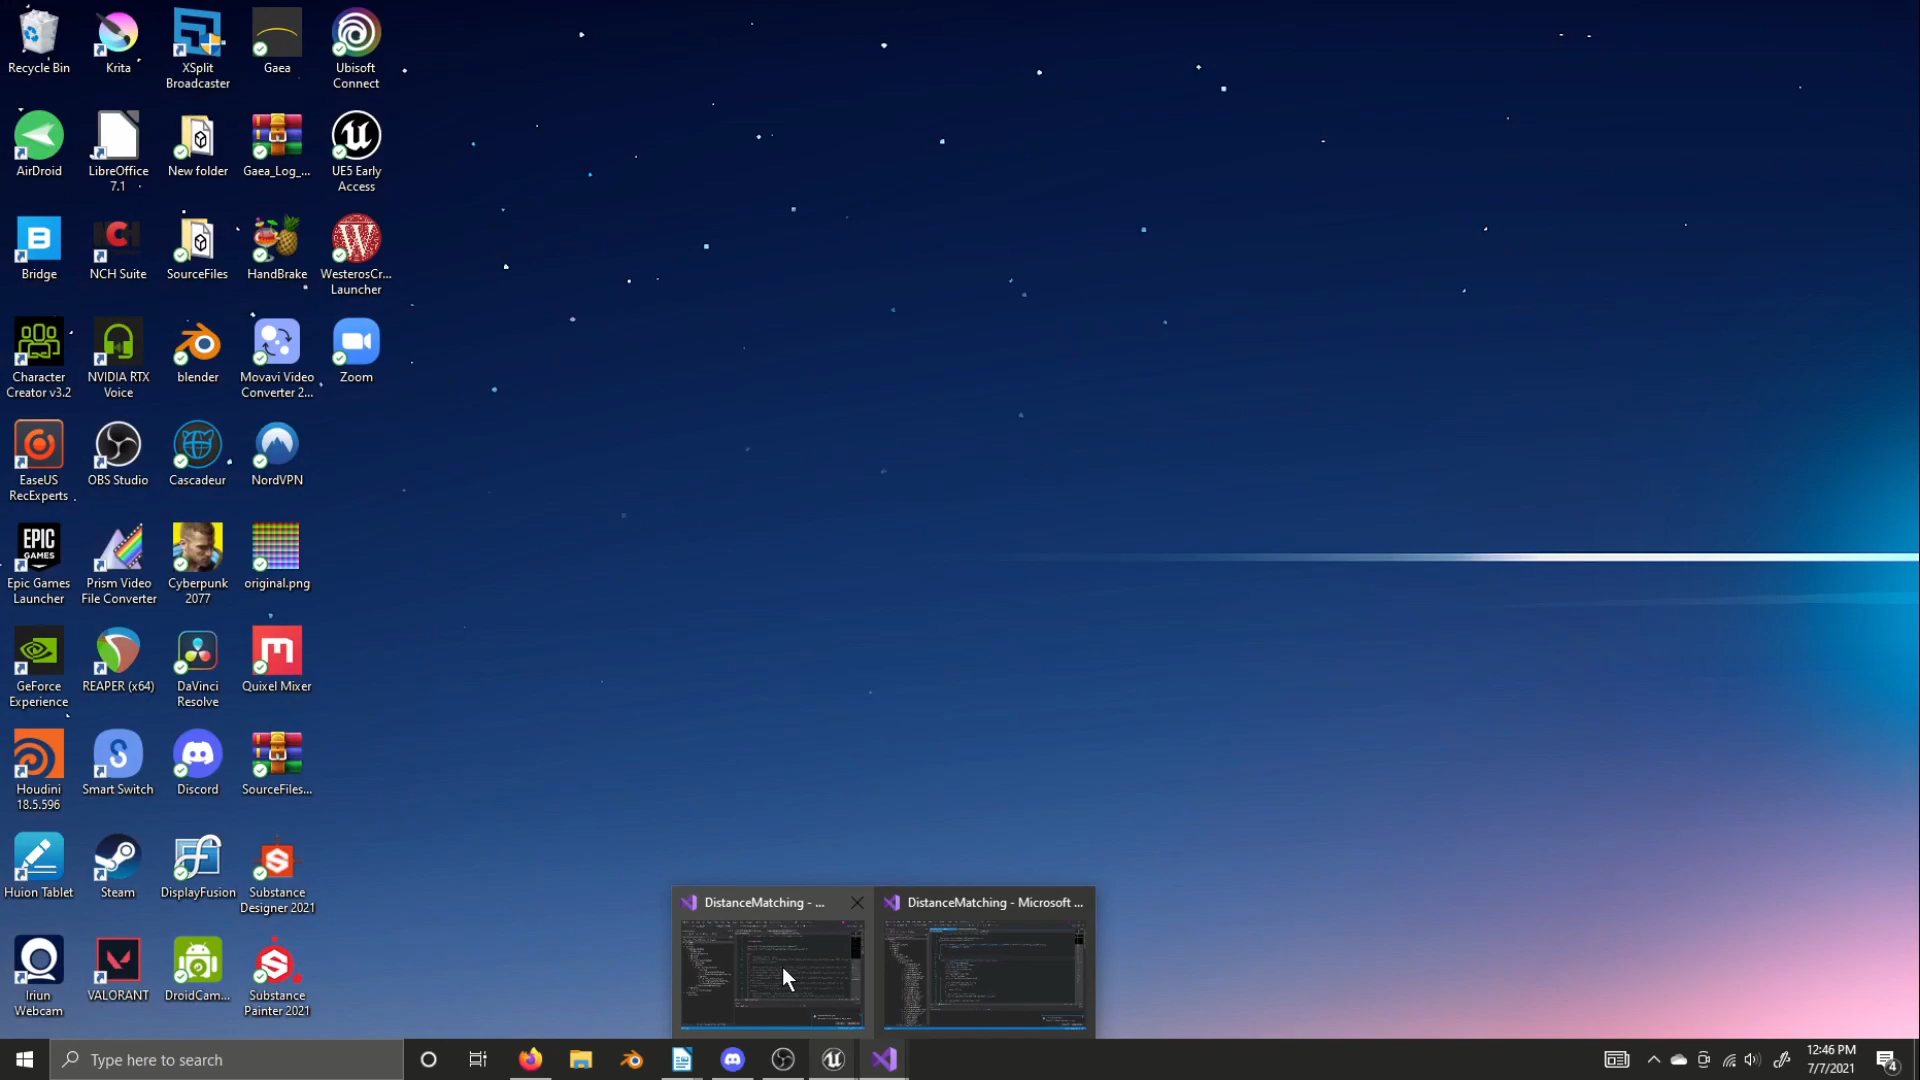 Recycle Bin
Krita
XSplit
Broadcaster
Gaea
Ubisoft
Connect
AirDroid
LibreOffice
7.1
New folder
Gaea_Log_...
UE5 Early
Access
Bridge
NCH Suite
SourceFiles
HandBrake
WesterosCr...
Launcher
Character
Creator v3.2
NVIDIA RTX
Voice
blender
Movavi Video
Converter 2...
Zoom
EaseUS
RecExperts
OBS Studio
Cascadeur
NordVPN
EPIC
GAMES
Epic Games
Launcher
Prism Video
File Converter
Cyberpunk
2077
original.png
GeForce
Experience
REAPER (x64)
DaVinci
Resolve
Quixel Mixer
Houdini
18.5.596
Smart Switch
Discord
SourceFiles...
Huion Tablet
Steam
DisplayFusion
Substance
Designer 2021
Iriun
Webcam
VALORANT
DroidCam...
Substance
Painter 2021
DistanceMatching - ...
DistanceMatching - Microsoft ...
Type here to search
12:46 PM
7/7/2021
4